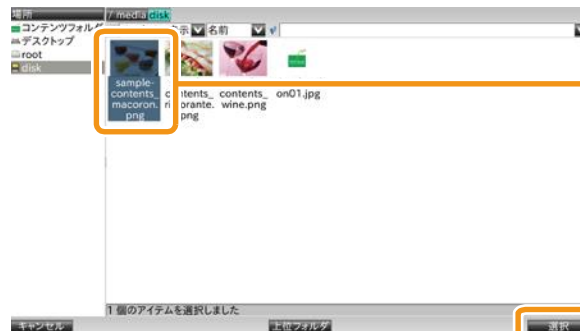 場所
コンテンツフォルダ
デスクトップ
root
disk
/ media disk
示 名前
sample-
contents_
macoron.
png
contents_
wine.png
on01.jpg
png
1 個のアイテムを選択しました
キャンセル
上位フォルダ
選択